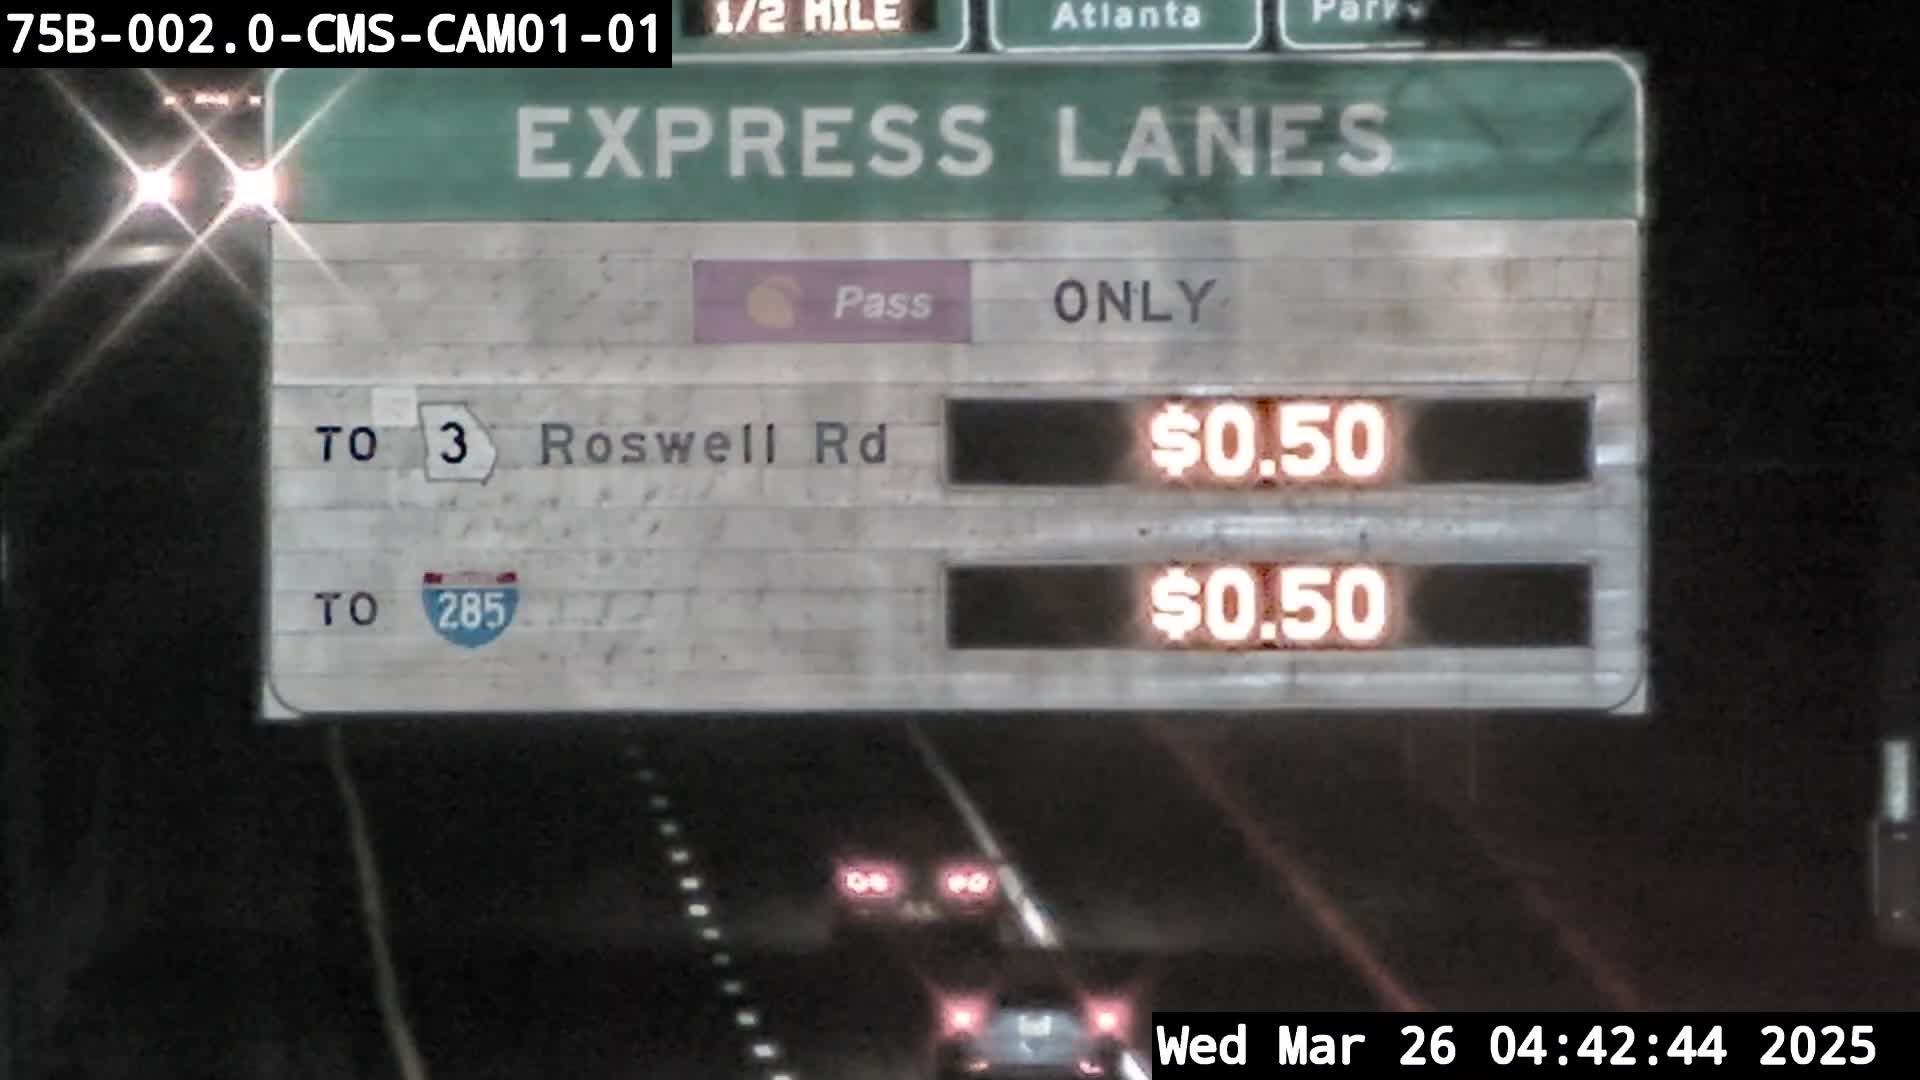 75B-002.0-CMS-CAM01-01
1/2 MILE
Atlanta
EXPRESS LANES
Pass ONLY
TO 3 Roswell Rd $0.50
TO 285 $0.50
Wed Mar 26 04:42:44 2025